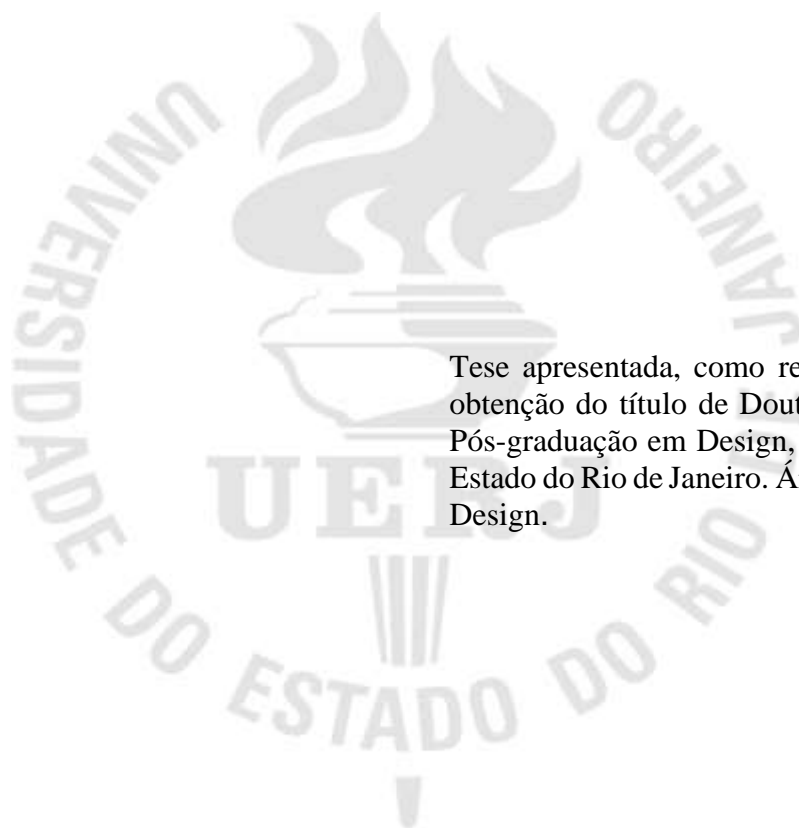 UNIVERSIDADE DO ESTADO DO RIO DE JANEIRO
UERJ
Tese apresentada, como re
obtenção do título de Dout
Pós-graduação em Design,
Estado do Rio de Janeiro. Á
Design.